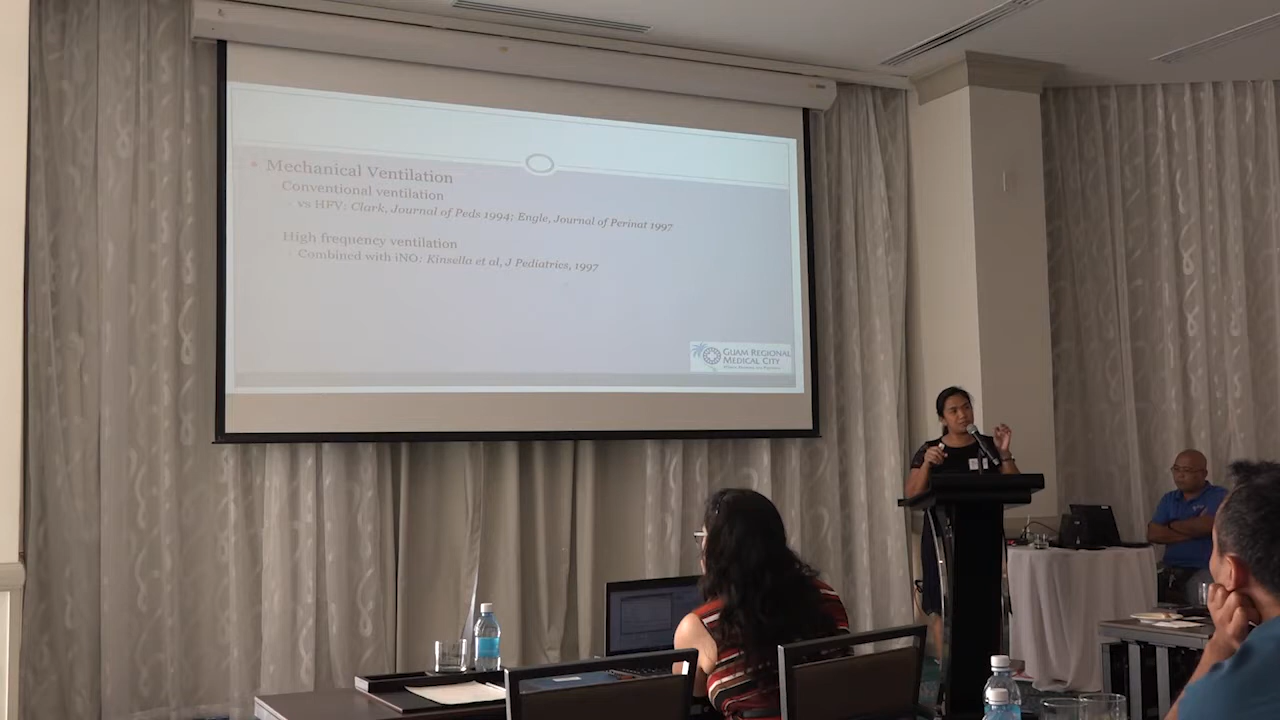 Mechanical Ventilation
Conventional ventilation
vs HFV: Clark, Journal of Peds 1994; Engle, Journal of Perinat 1997
High frequency ventilation
Combined with iNO: Kinsella et al, J Pediatrics, 1997
GUAM REGIONAL
MEDICAL CITY